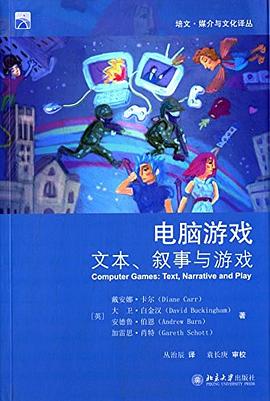 培文·媒介与文化译丛
电脑游戏
文本、叙事与游戏
Computer Games: Text, Narrative and Play
戴安娜·卡尔（Diane Carr）
大 卫·白金汉（David Buckingham）
[英] 著
安德鲁·伯恩（Andrew Burn）
加雷思·肖特（Gareth Schott）
丛治辰 译 袁长庚 审校
北京大学出版社